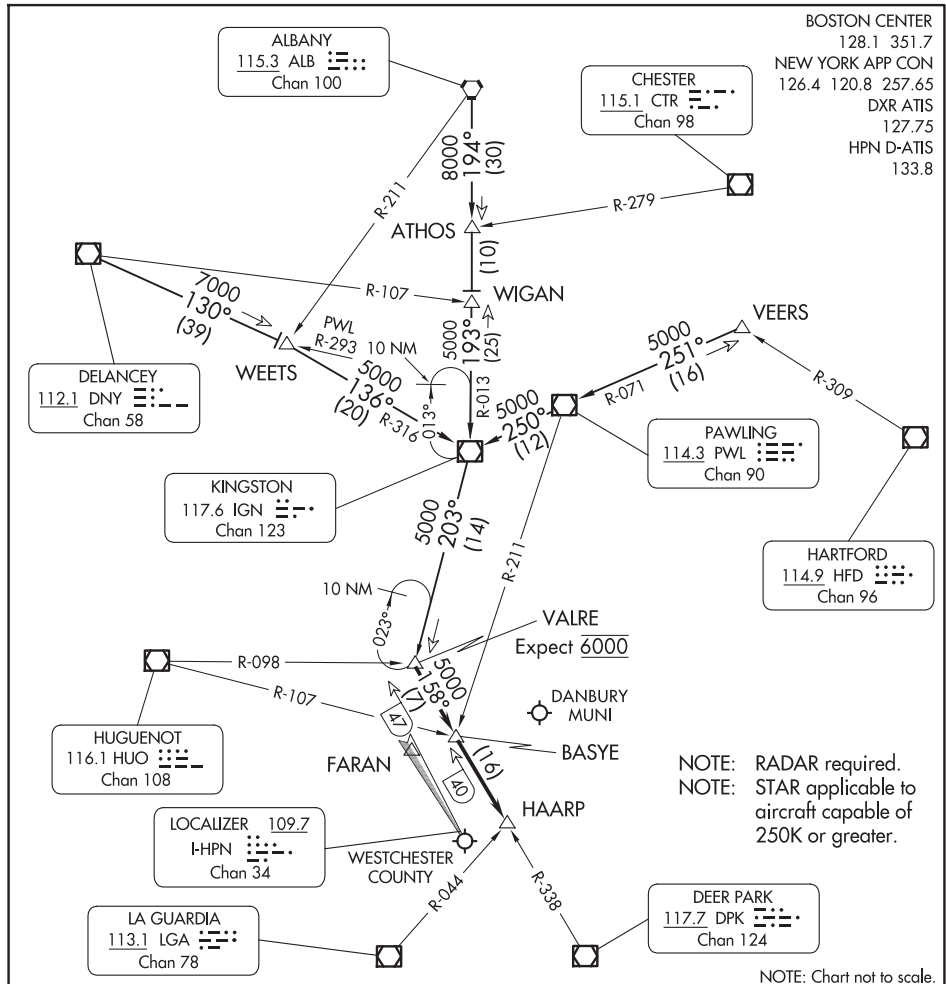 BOSTON CENTER
128.1 351.7
NEW YORK APP CON
126.4 120.8 257.65
DXR ATIS
127.75
HPN D-ATIS
133.8
ALBANY
115.3 ALB
Chan 100
CHESTER
115.1 CTR
Chan 98
8000
194°
(30)
R-211
R-279
ATHOS
(10)
R-107
WIGAN
7000
130°
(39)
PWL
R-293
10 NM
5000
193°
(25)
VEERS
5000
251°
(16)
R-071
WEETS
5000
136°
(20)
R-316
013°
R-013
5000
250°
(12)
R-309
DELANCEY
112.1 DNY
Chan 58
PAWLING
114.3 PWL
Chan 90
KINGSTON
117.6 IGN
Chan 123
5000
203°
(14)
R-211
HARTFORD
114.9 HFD
Chan 96
10 NM
023°
VALRE
Expect 6000
R-098
R-107
5000
158°
(7)
DANBURY
MUNI
47
BASYE
HUGUENOT
116.1 HUO
Chan 108
FARAN
(16)
40
HAARP
NOTE: RADAR required.
NOTE: STAR applicable to
aircraft capable of
250K or greater.
LOCALIZER 109.7
I-HPN
Chan 34
WESTCHESTER
COUNTY
R-044
R-338
LA GUARDIA
113.1 LGA
Chan 78
DEER PARK
117.7 DPK
Chan 124
NOTE: Chart not to scale.